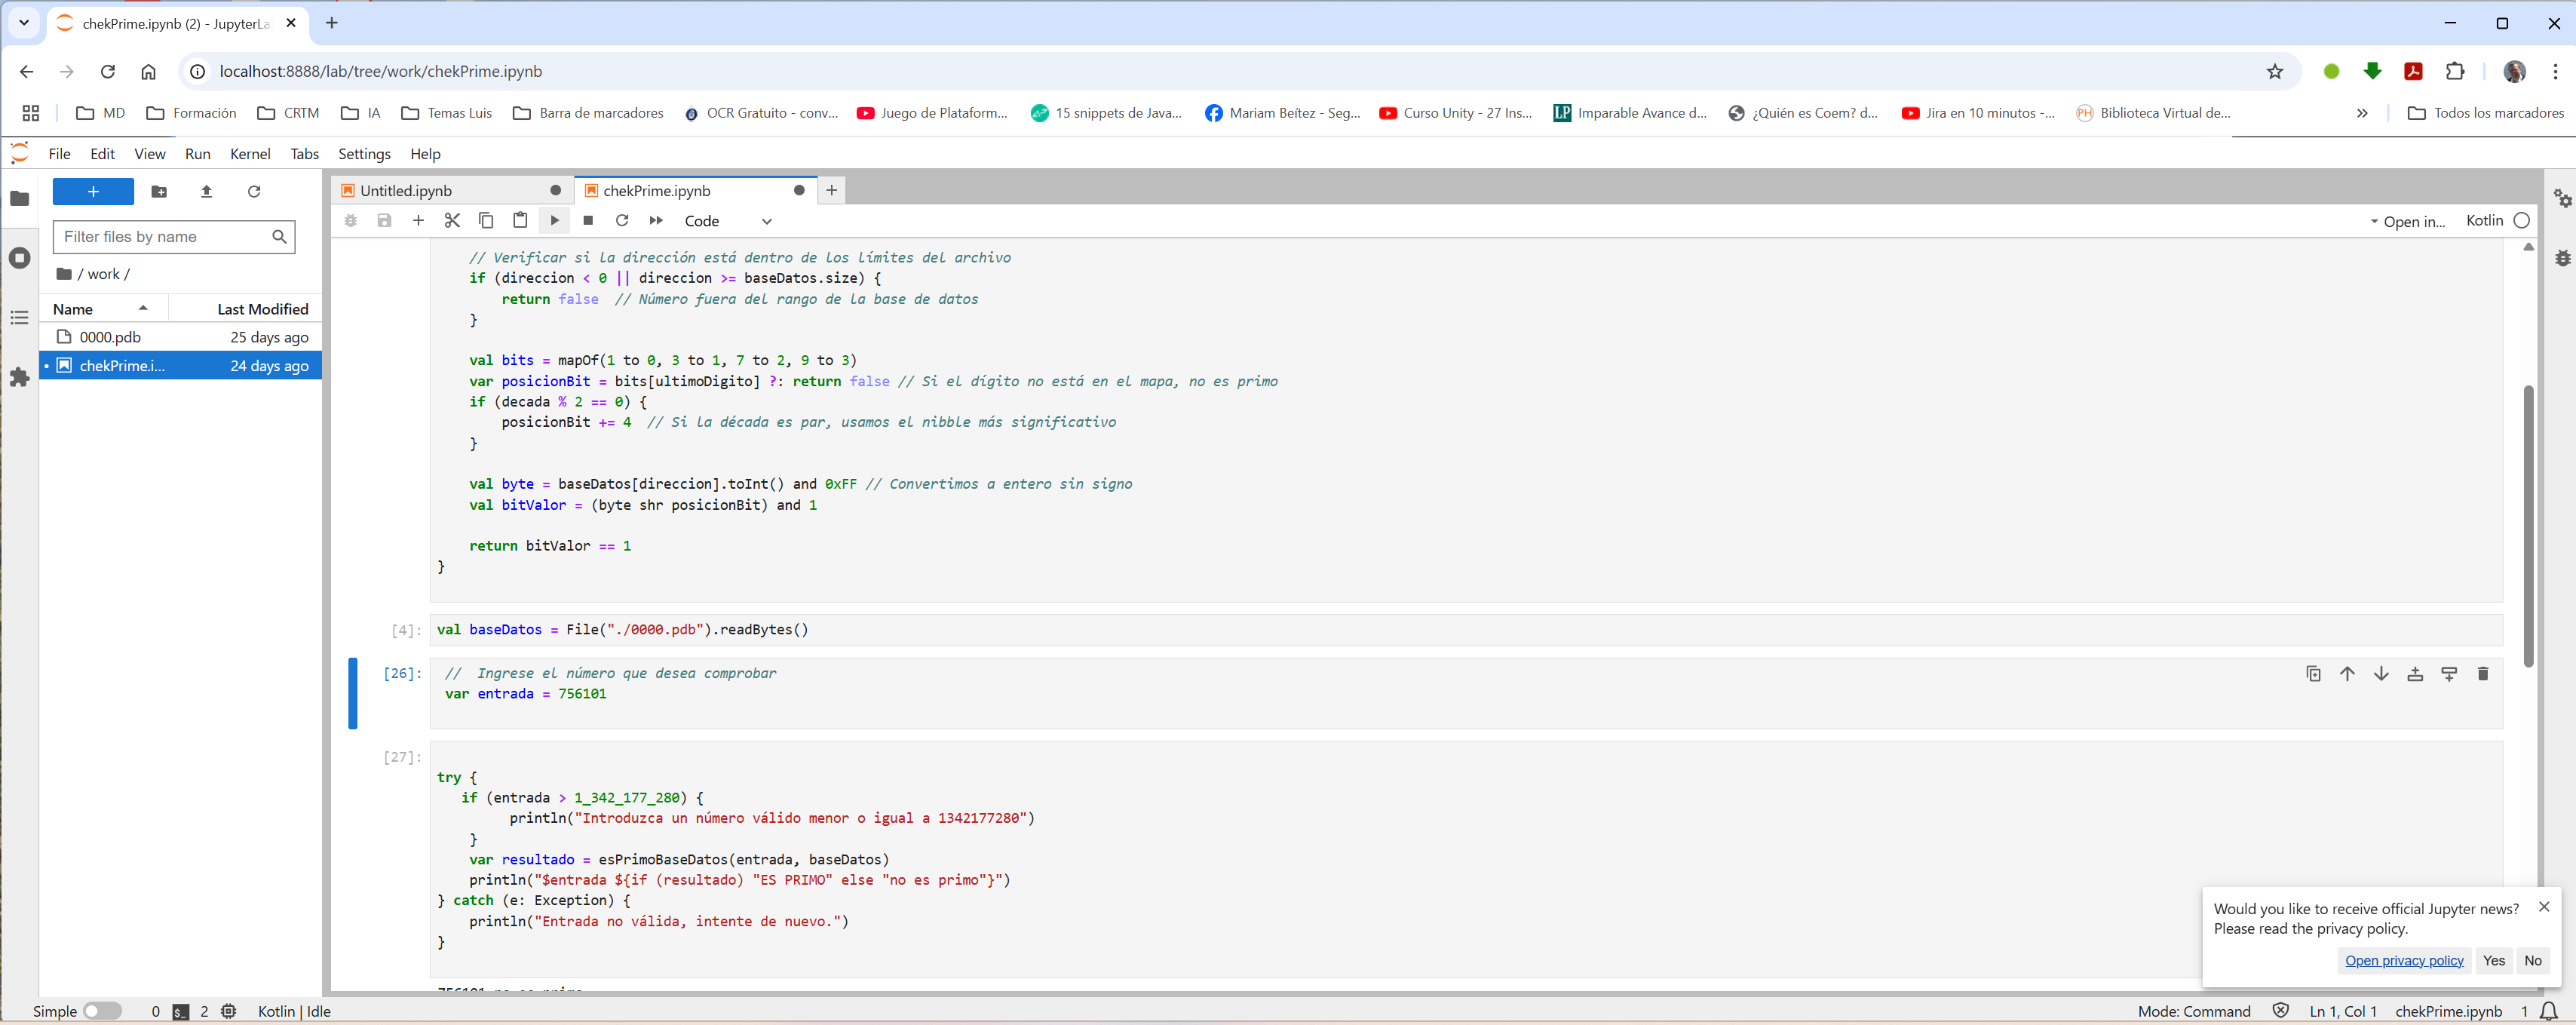 chekPrime.ipynb (2) - JupyterLa
localhost:8888/lab/tree/work/chekPrime.ipynb
MD Formación CRTM IA Temas Luis Barra de marcadores OCR Gratuito - conv... Juego de Plataform... 15 snippets de Java... Mariam Beítez - Seg... Curso Unity - 27 Ins... LP Imparable Avance d... ¿Quién es Coem? d... Jira en 10 minutos -... PH Biblioteca Virtual de... » Todos los marcadores
File Edit View Run Kernel Tabs Settings Help
Untitled.ipynb chekPrime.ipynb
Code Open in... Kotlin
Filter files by name
/ work /
Name Last Modified
0000.pdb 25 days ago
chekPrime.i... 24 days ago
// Verificar si la dirección está dentro de los límites del archivo
if (direccion < 0 || direccion >= baseDatos.size) {
return false // Número fuera del rango de la base de datos
}
val bits = mapOf(1 to 0, 3 to 1, 7 to 2, 9 to 3)
var posicionBit = bits[ultimoDigito] ?: return false // Si el dígito no está en el mapa, no es primo
if (decada % 2 == 0) {
posicionBit += 4 // Si la década es par, usamos el nibble más significativo
}
val byte = baseDatos[direccion].toInt() and 0xFF // Convertimos a entero sin signo
val bitValor = (byte shr posicionBit) and 1
return bitValor == 1
}
[4]: val baseDatos = File("./0000.pdb").readBytes()
[26]: // Ingrese el número que desea comprobar
var entrada = 756101
[27]:
try {
if (entrada > 1_342_177_280) {
println("Introduzca un número válido menor o igual a 1342177280")
}
var resultado = esPrimoBaseDatos(entrada, baseDatos)
println("$entrada ${if (resultado) "ES PRIMO" else "no es primo"}")
} catch (e: Exception) {
println("Entrada no válida, intente de nuevo.")
}
Would you like to receive official Jupyter news?
Please read the privacy policy.
Open privacy policy Yes No
Simple 0 2 Kotlin | Idle Mode: Command Ln 1, Col 1 chekPrime.ipynb 1